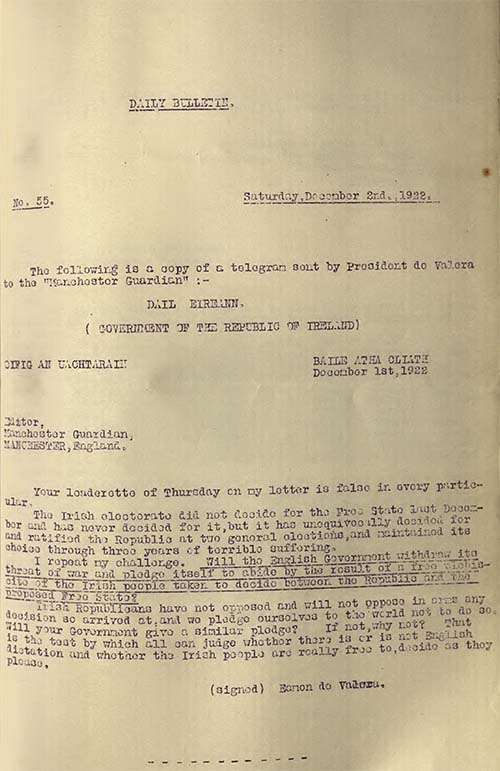 DAILY BULLETIN.
No. 55.
Saturday,December 2nd.,1922.
The following is a copy of a telegram sent by President de Valera
to the "Manchester Guardian" :-
DAIL EIREANN.
( GOVERNMENT OF THE REPUBLIC OF IRELAND)
OIFIG AN UACHTARAIN
BAILE ATHA CLIATH
December 1st,1922
Editor,
Manchester Guardian,
MANCHESTER,England.
Your leaderette of Thursday on my letter is false in every partic-
ular.
The Irish electorate did not decide for the Free State last Decem-
ber and has never decided for it,but it has unequivocally decided for
and ratified the Republic at two general elections,and maintained its
choice through three years of terrible suffering.
I repeat my challenge. Will the English Government withdraw its
threat of war and pledge itself to abide by the result of a free plebis-
cite of the Irish people taken to decide between the Republic and the
proposed Free State?
Irish Republicans have not opposed and will not oppose in arms any
decision so arrived at,and we pledge ourselves to the world not to do so.
Will your Government give a similar pledge? If not,why not? That
is the test by which all can judge whether there is or is not English
dictation and whether the Irish people are really free to,decide as they
please.
(signed) Eamon de Valera.